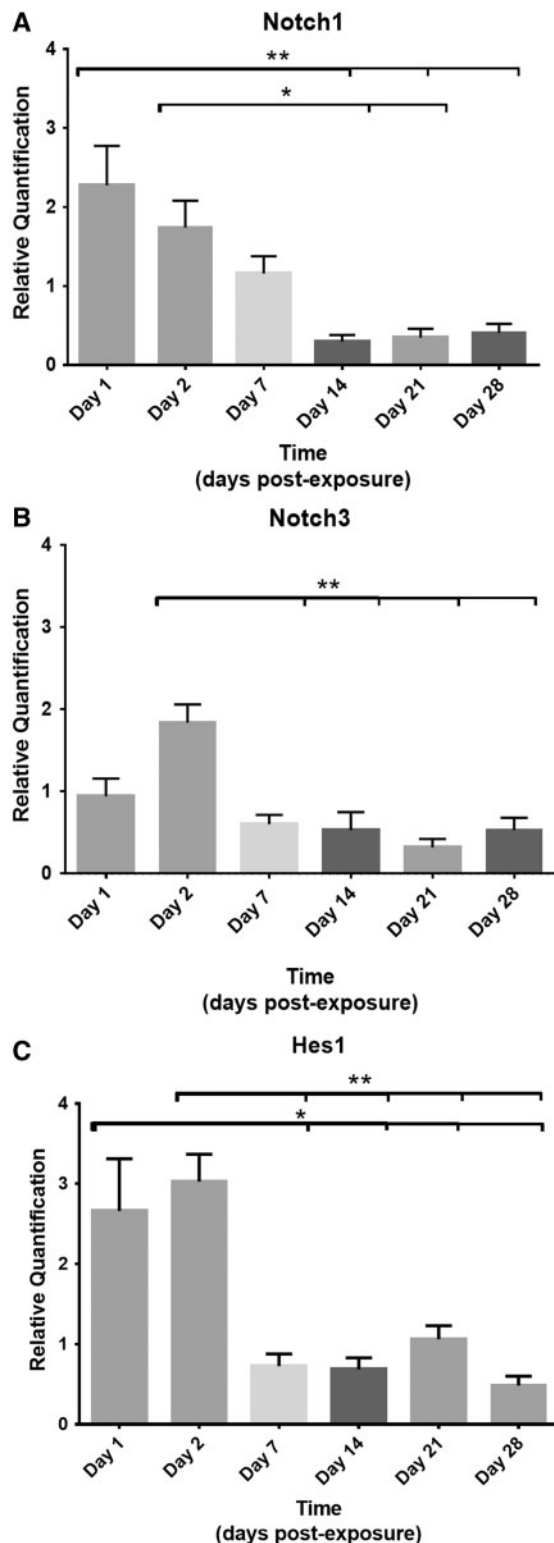 A
Notch1
**
*
4
3
2
1
0
Relative Quantification
Day 1
Day 2
Day 7
Day 14
Day 21
Day 28
Time
(days post-exposure)
B
Notch3
**
4
3
2
1
0
Relative Quantification
Day 1
Day 2
Day 7
Day 14
Day 21
Day 28
Time
(days post-exposure)
C
Hes1
**
*
4
3
2
1
0
Relative Quantification
Day 1
Day 2
Day 7
Day 14
Day 21
Day 28
Time
(days post-exposure)